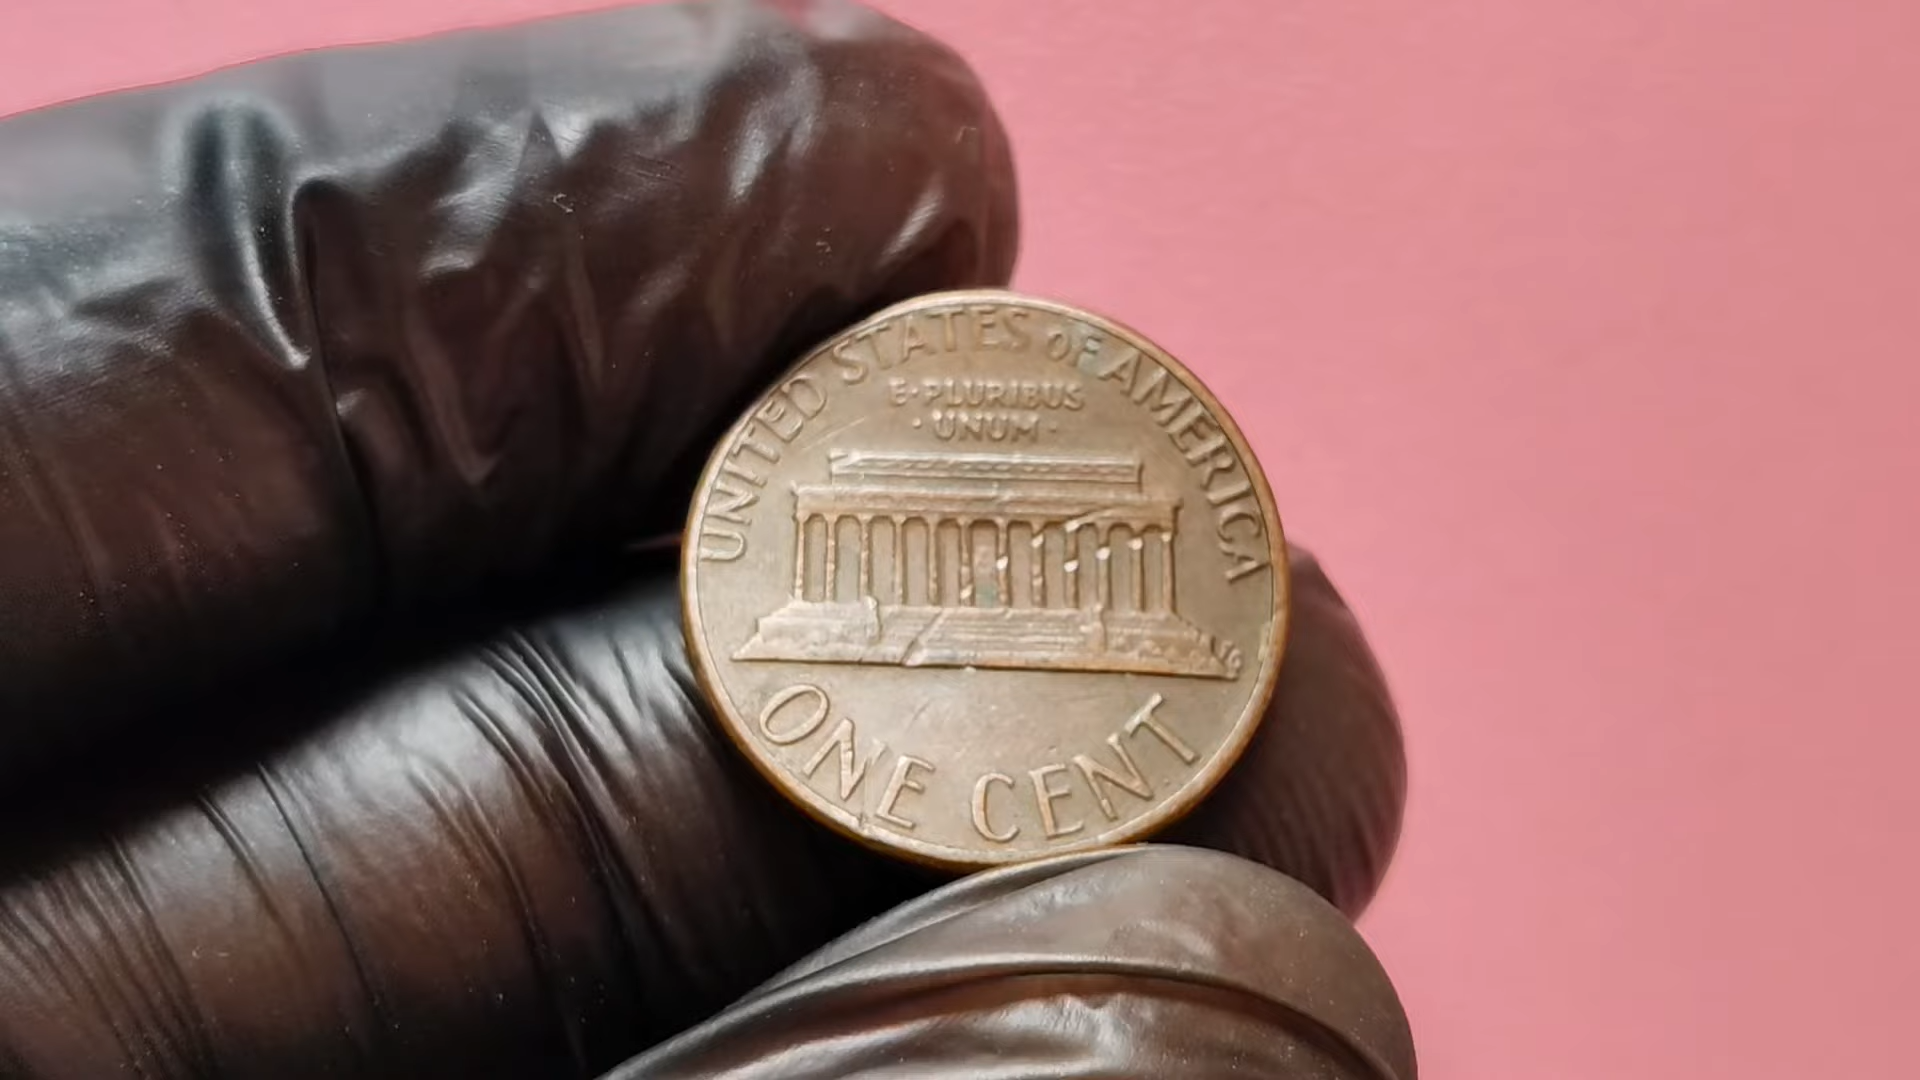 UNITED STATES OF AMERICA
E·PLURIBUS
·UNUM·
ONE CENT